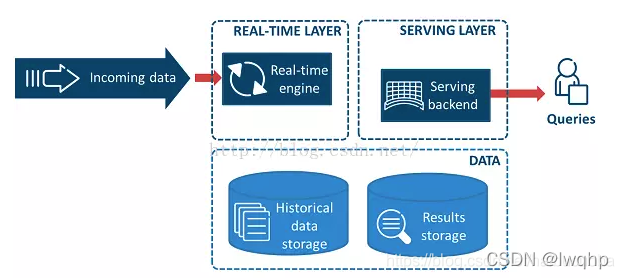 REAL-TIME LAYER
SERVING LAYER
Incoming data
Real-time
engine
Serving
backend
Queries
http://blog.csdn.net/
DATA
Historical
data
storage
Results
storage
CSDN @lwqhp